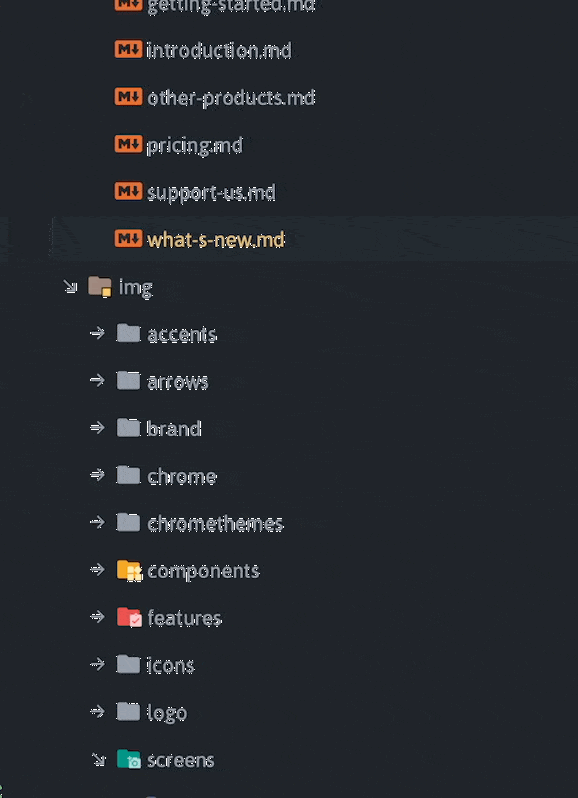 getting-started.md
introduction.md
other-products.md
pricing.md
support-us.md
what-s-new.md
img
accents
arrows
brand
chrome
chromethemes
components
features
icons
logo
screens